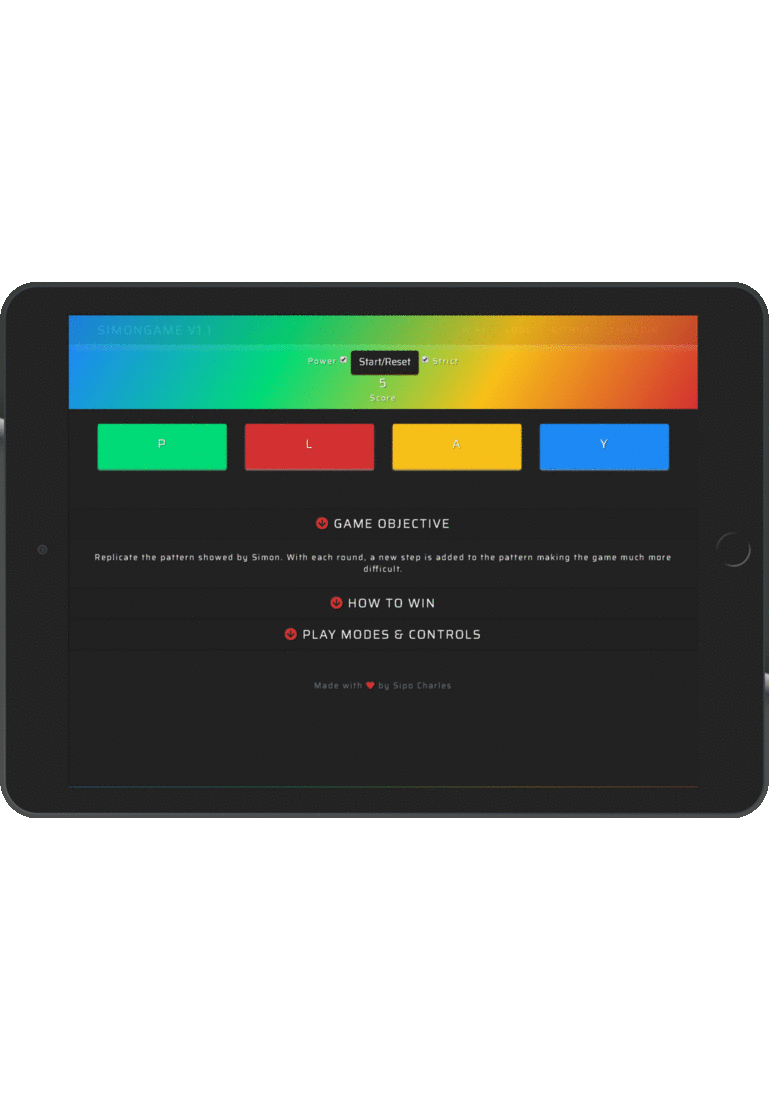 SIMONGAME V1.1
Power Start/Reset Strict
5
Score
P L A Y
GAME OBJECTIVE
Replicate the pattern showed by Simon. With each round, a new step is added to the pattern making the game much more
difficult.
HOW TO WIN
PLAY MODES & CONTROLS
Made with by Sipo Charles